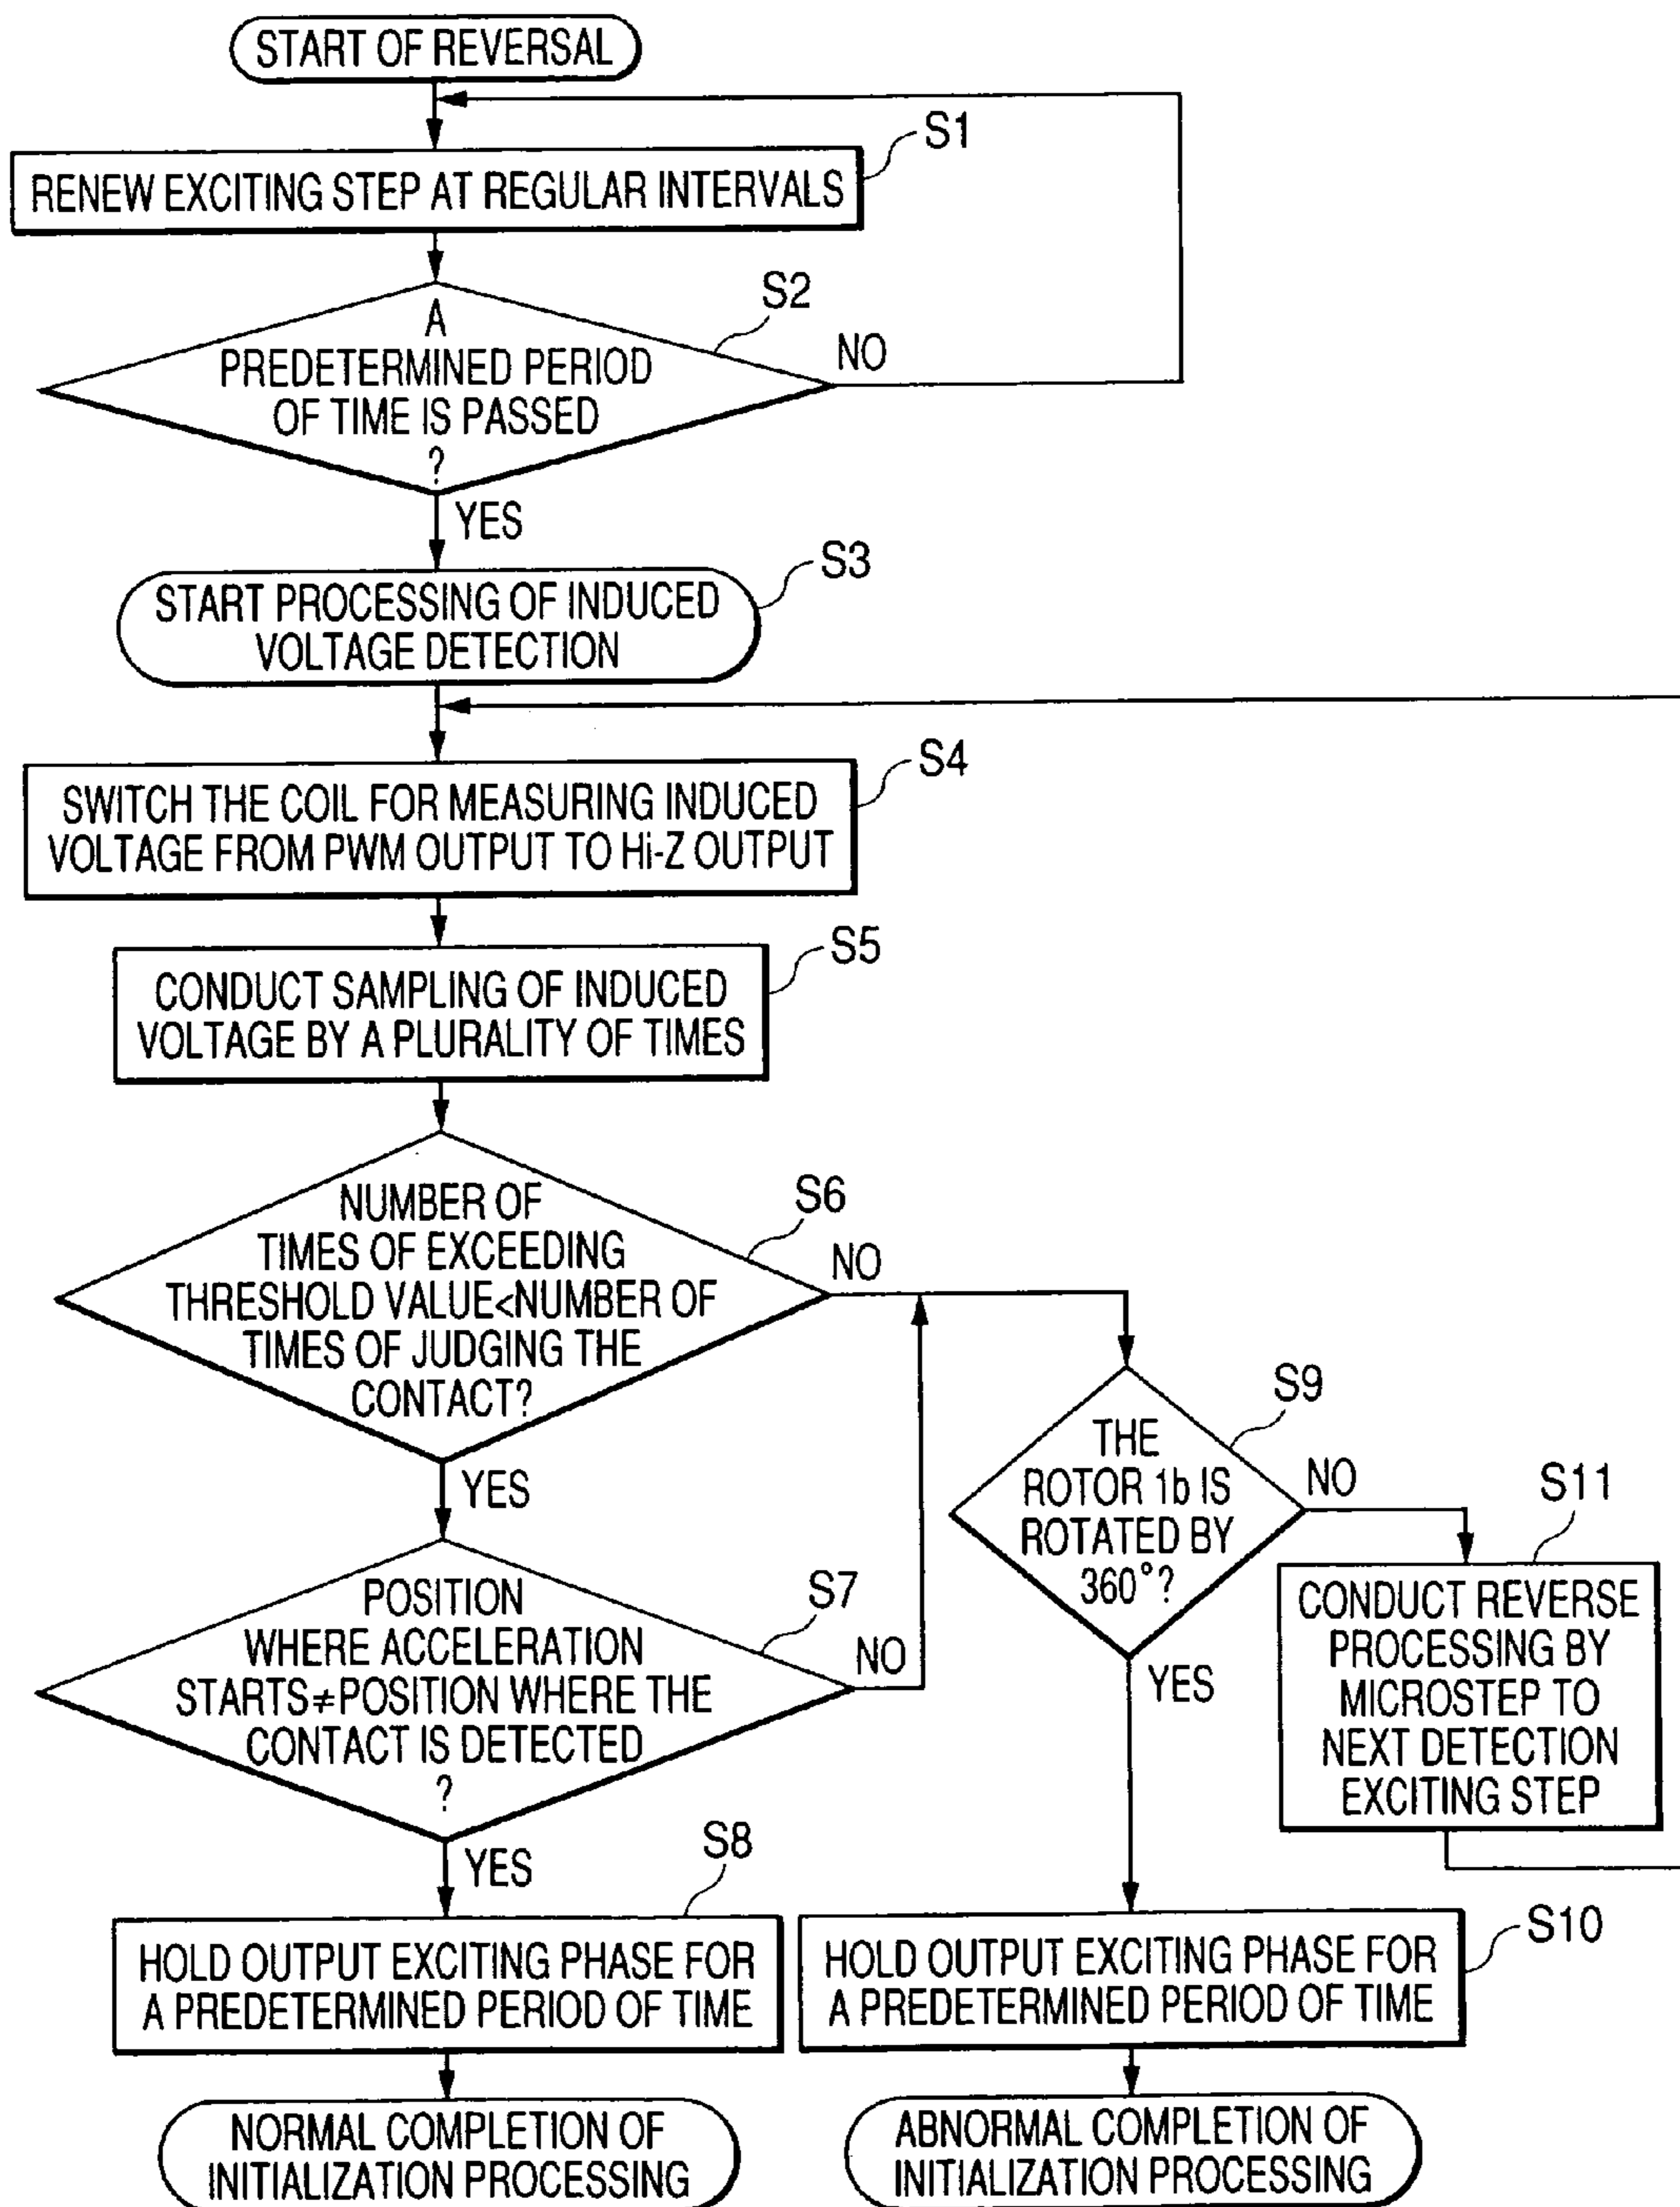 START OF REVERSAL
S1
RENEW EXCITING STEP AT REGULAR INTERVALS
S2
A
PREDETERMINED PERIOD
OF TIME IS PASSED
?
NO
YES
S3
START PROCESSING OF INDUCED
VOLTAGE DETECTION
S4
SWITCH THE COIL FOR MEASURING INDUCED
VOLTAGE FROM PWM OUTPUT TO Hi-Z OUTPUT
S5
CONDUCT SAMPLING OF INDUCED
VOLTAGE BY A PLURALITY OF TIMES
S6
NUMBER OF
TIMES OF EXCEEDING
THRESHOLD VALUE<NUMBER OF
TIMES OF JUDGING THE
CONTACT?
NO
YES
S7
POSITION
WHERE ACCELERATION
STARTS≠POSITION WHERE THE
CONTACT IS DETECTED
?
NO
YES
S8
HOLD OUTPUT EXCITING PHASE FOR
A PREDETERMINED PERIOD OF TIME
NORMAL COMPLETION OF
INITIALIZATION PROCESSING
S9
THE
ROTOR 1b IS
ROTATED BY
360°?
NO
YES
S11
CONDUCT REVERSE
PROCESSING BY
MICROSTEP TO
NEXT DETECTION
EXCITING STEP
S10
HOLD OUTPUT EXCITING PHASE FOR
A PREDETERMINED PERIOD OF TIME
ABNORMAL COMPLETION OF
INITIALIZATION PROCESSING